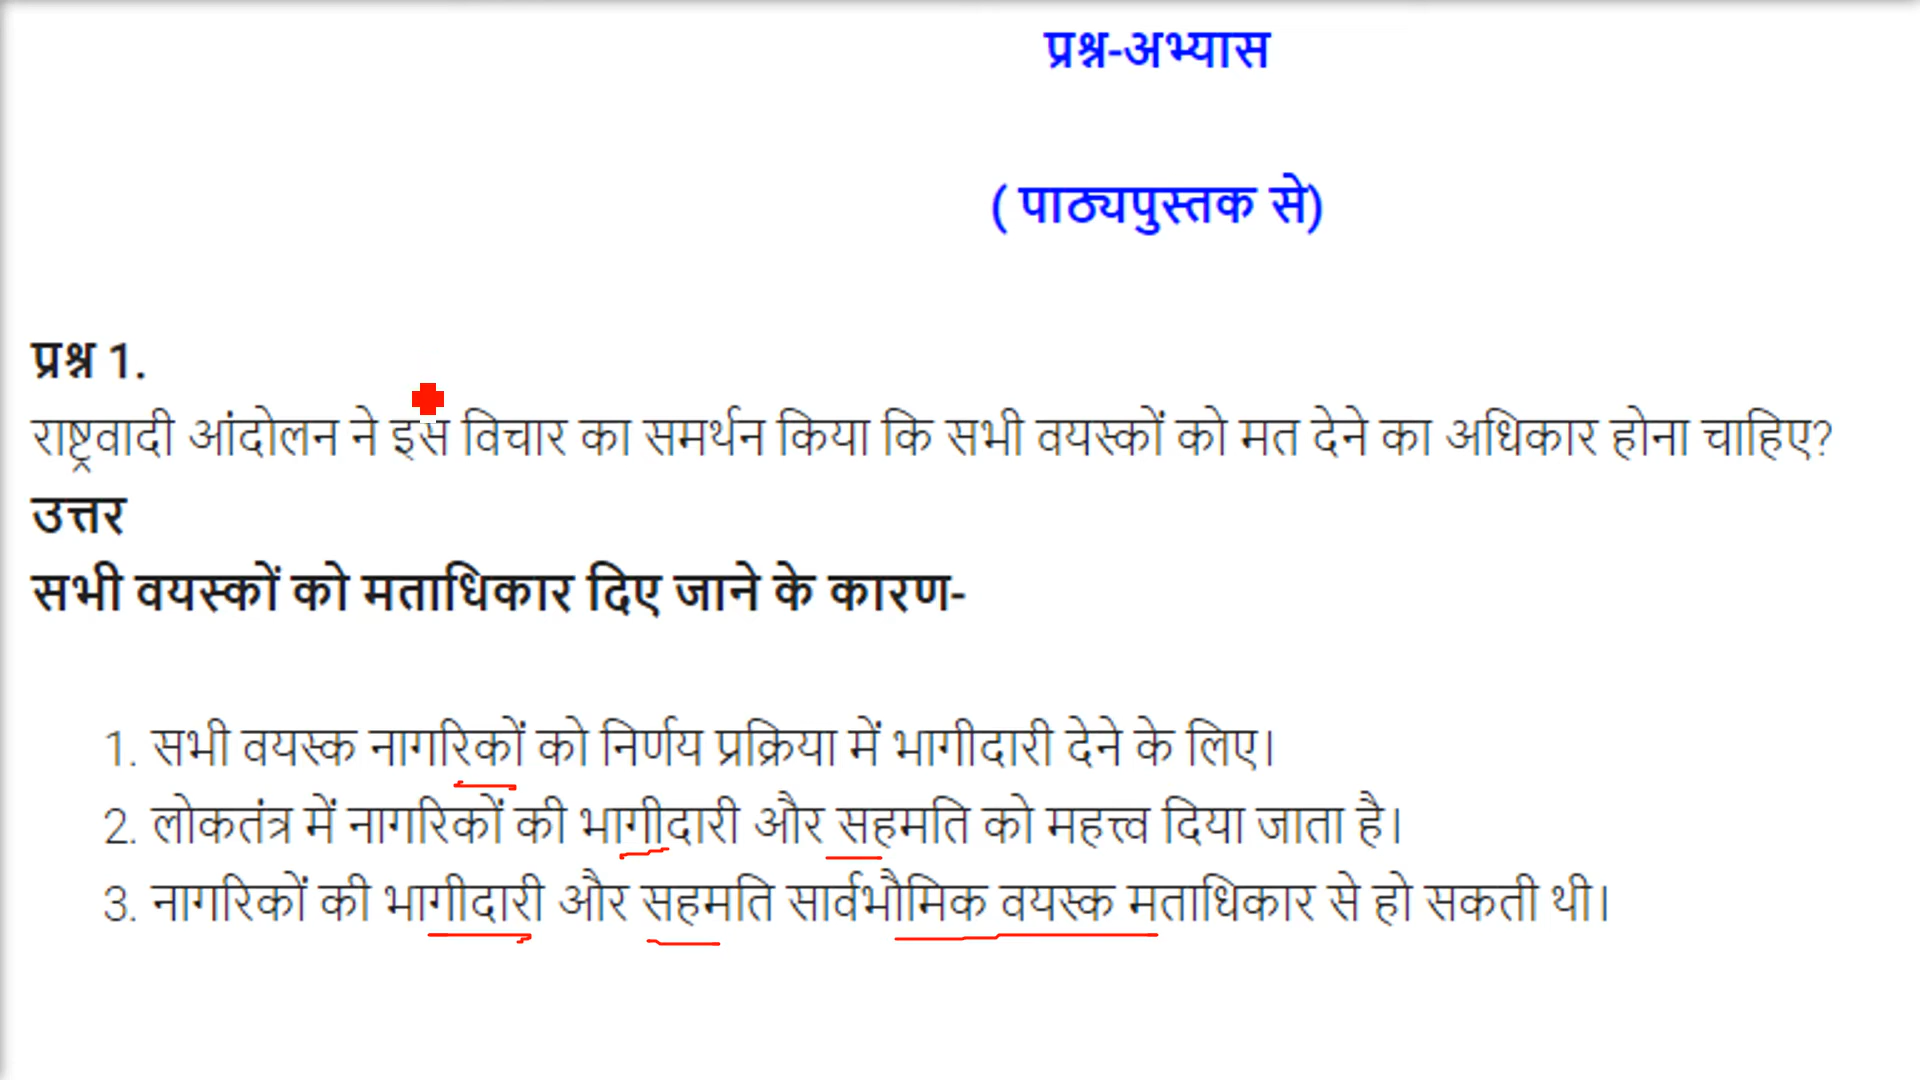 प्रश्न-अभ्यास
( पाठ्यपुस्तक से)
प्रश्न 1.
राष्ट्रवादी आंदोलन ने इस विचार का समर्थन किया कि सभी वयस्कों को मत देने का अधिकार होना चाहिए?
उत्तर
सभी वयस्कों को मताधिकार दिए जाने के कारण-
1. सभी वयस्क नागरिकों को निर्णय प्रक्रिया में भागीदारी देने के लिए।
2. लोकतंत्र में नागरिकों की भागीदारी और सहमति को महत्त्व दिया जाता है।
3. नागरिकों की भागीदारी और सहमति सार्वभौमिक वयस्क मताधिकार से हो सकती थी।